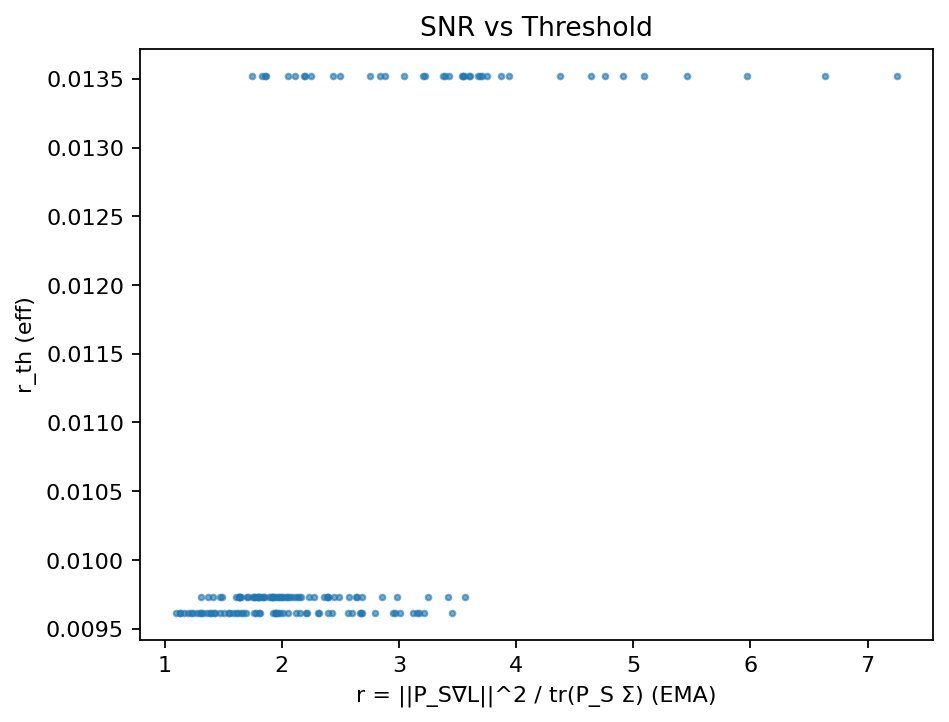 SNR vs Threshold
0.0135
0.0130
0.0125
0.0120
0.0115
0.0110
0.0105
0.0100
0.0095
r_th (eff)
1 2 3 4 5 6 7
r = ||P_S∇L||^2 / tr(P_S Σ) (EMA)